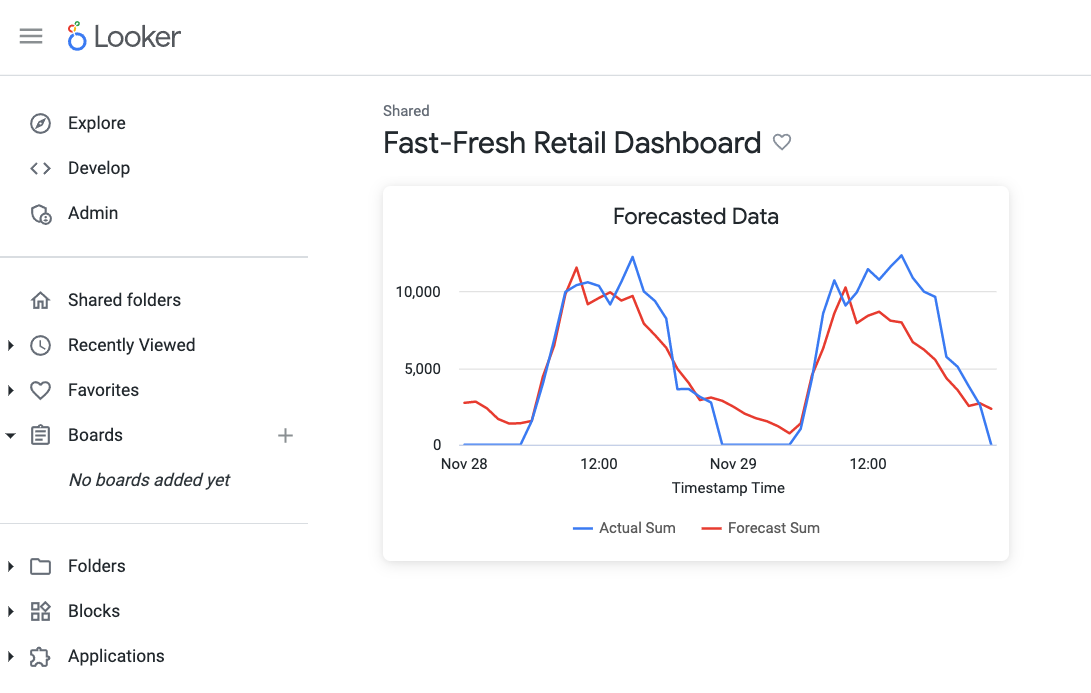 Looker
Explore
Develop
Admin
Shared folders
Recently Viewed
Favorites
Boards
No boards added yet
Folders
Blocks
Applications
Shared
Fast-Fresh Retail Dashboard
Forecasted Data
10,000
5,000
0
Nov 28 12:00 Nov 29 12:00
Timestamp Time
Actual Sum Forecast Sum